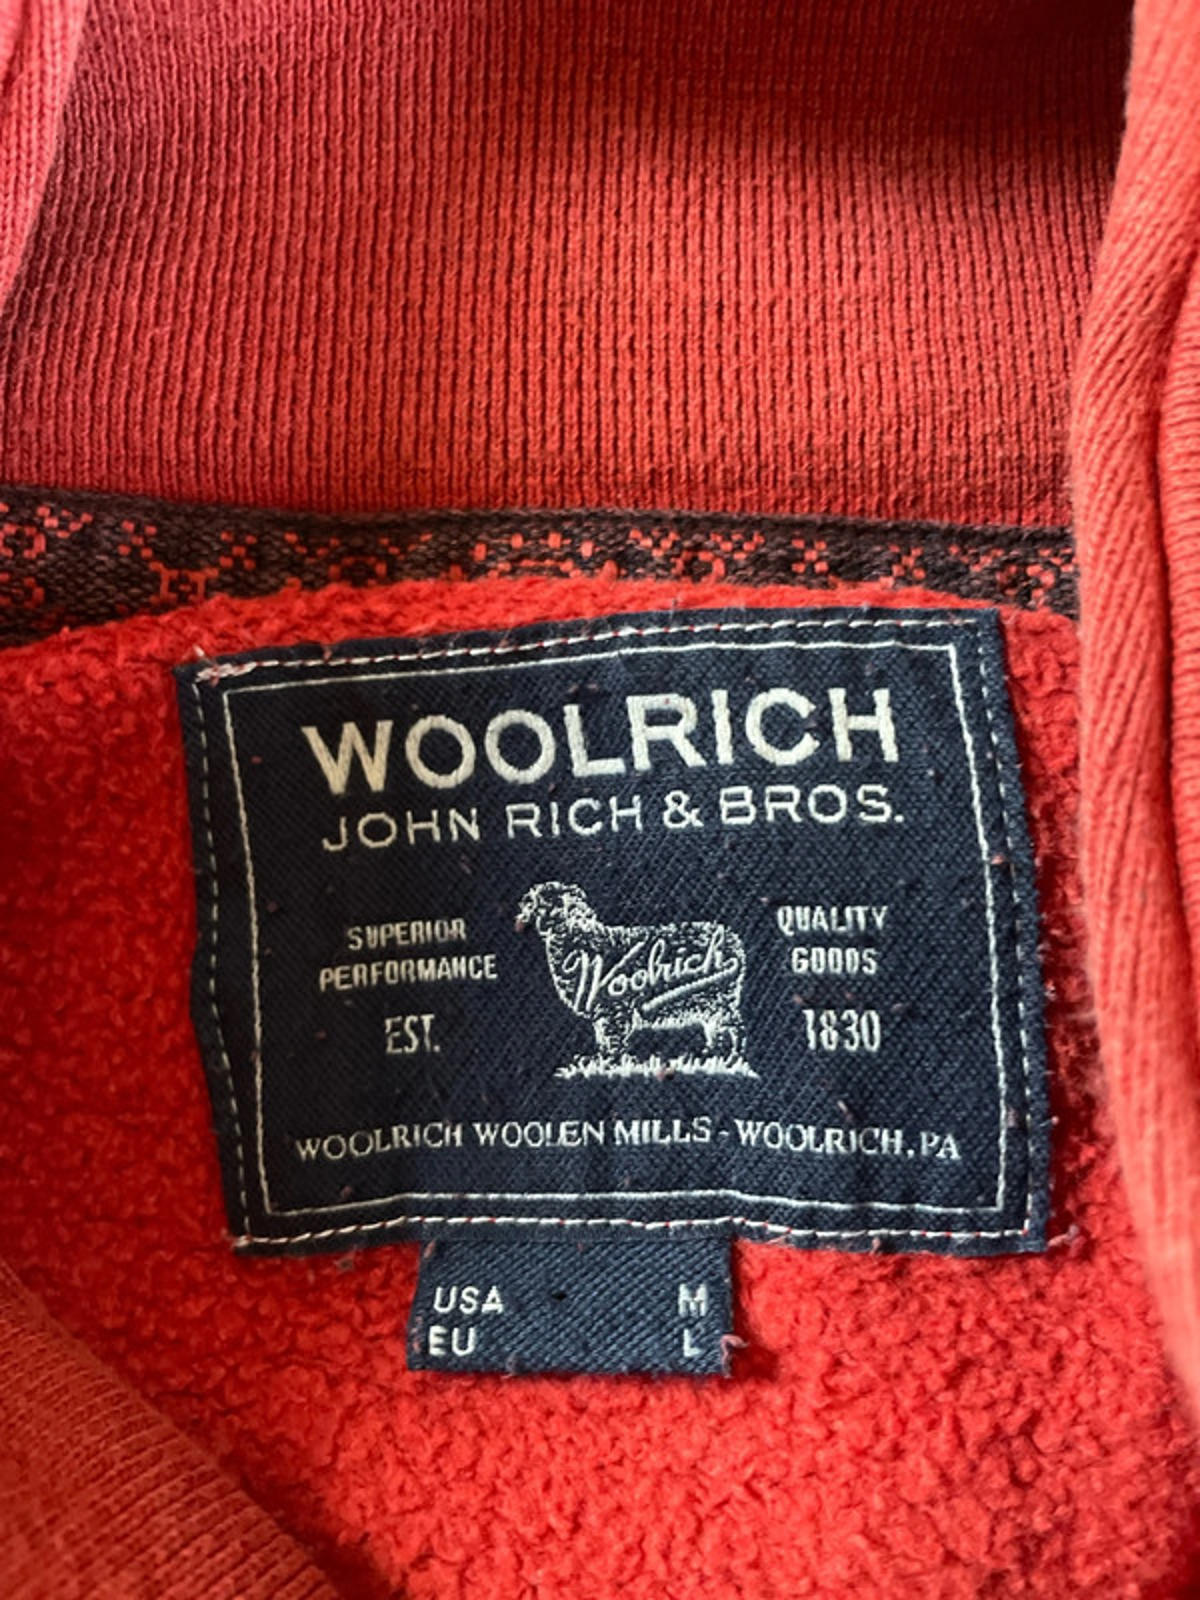 WOOLRICH
JOHN RICH & BROS.
SUPERIOR
PERFORMANCE
EST.
Woolrich
QUALITY
GOODS
1830
WOOLRICH WOOLEN MILLS - WOOLRICH, PA
USA M
EU L